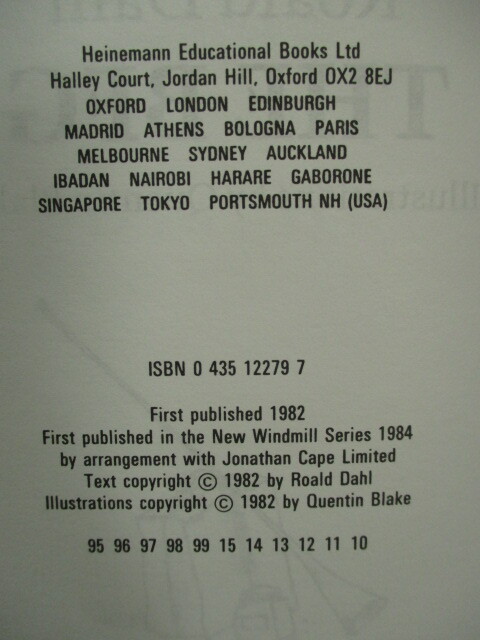 Heinemann Educational Books Ltd
Halley Court, Jordan Hill, Oxford OX2 8EJ
OXFORD LONDON EDINBURGH
MADRID ATHENS BOLOGNA PARIS
MELBOURNE SYDNEY AUCKLAND
IBADAN NAIROBI HARARE GABORONE
SINGAPORE TOKYO PORTSMOUTH NH (USA)
ISBN 0 435 12279 7
First published 1982
First published in the New Windmill Series 1984
by arrangement with Jonathan Cape Limited
Text copyright © 1982 by Roald Dahl
Illustrations copyright © 1982 by Quentin Blake
95 96 97 98 99 15 14 13 12 11 10